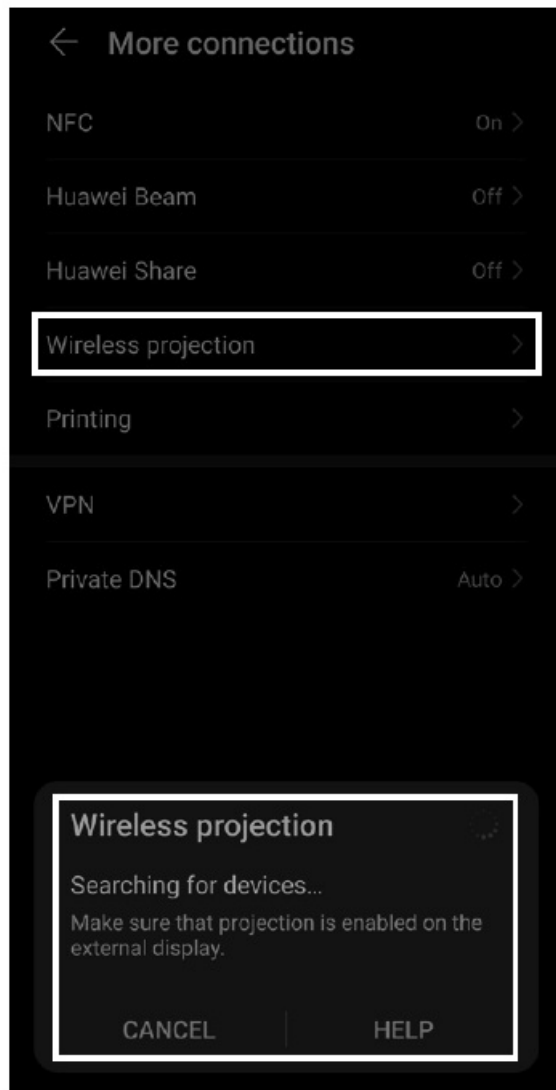 More connections
NFC On
Huawei Beam Off
Huawei Share Off
Wireless projection
Printing
VPN
Private DNS Auto
Wireless projection
Searching for devices...
Make sure that projection is enabled on the
external display.
CANCEL HELP